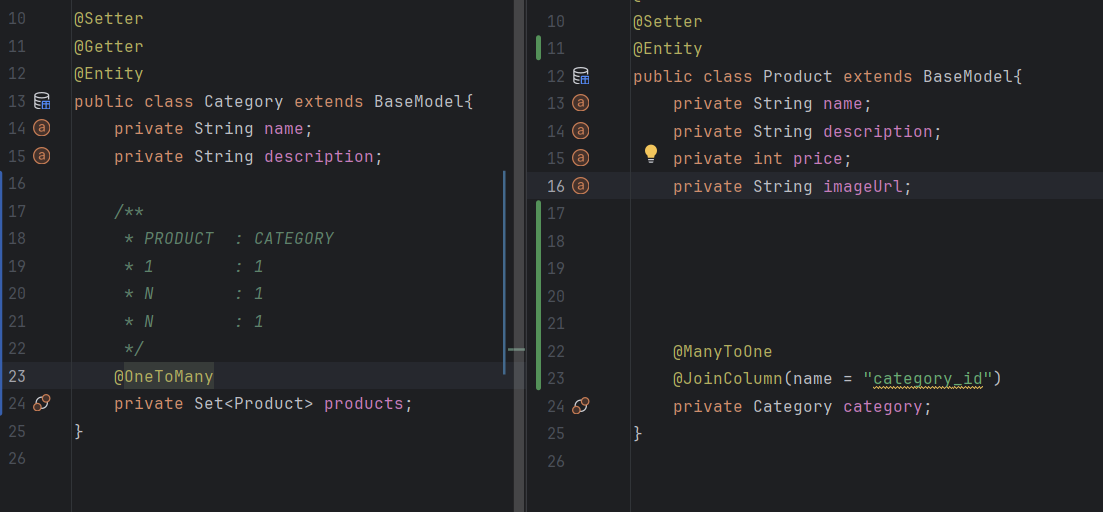 10 @Setter
11 @Getter
12 @Entity
13 public class Category extends BaseModel{
14 private String name;
15 private String description;
16
17 /**
18 * PRODUCT : CATEGORY
19 * 1 : 1
20 * N : 1
21 * N : 1
22 */
23 @OneToMany
24 private Set<Product> products;
25 }
26
10 @Setter
11 @Entity
12 public class Product extends BaseModel{
13 private String name;
14 private String description;
15 private int price;
16 private String imageUrl;
17
18
19
20
21
22 @ManyToOne
23 @JoinColumn(name = "category_id")
24 private Category category;
25 }
26